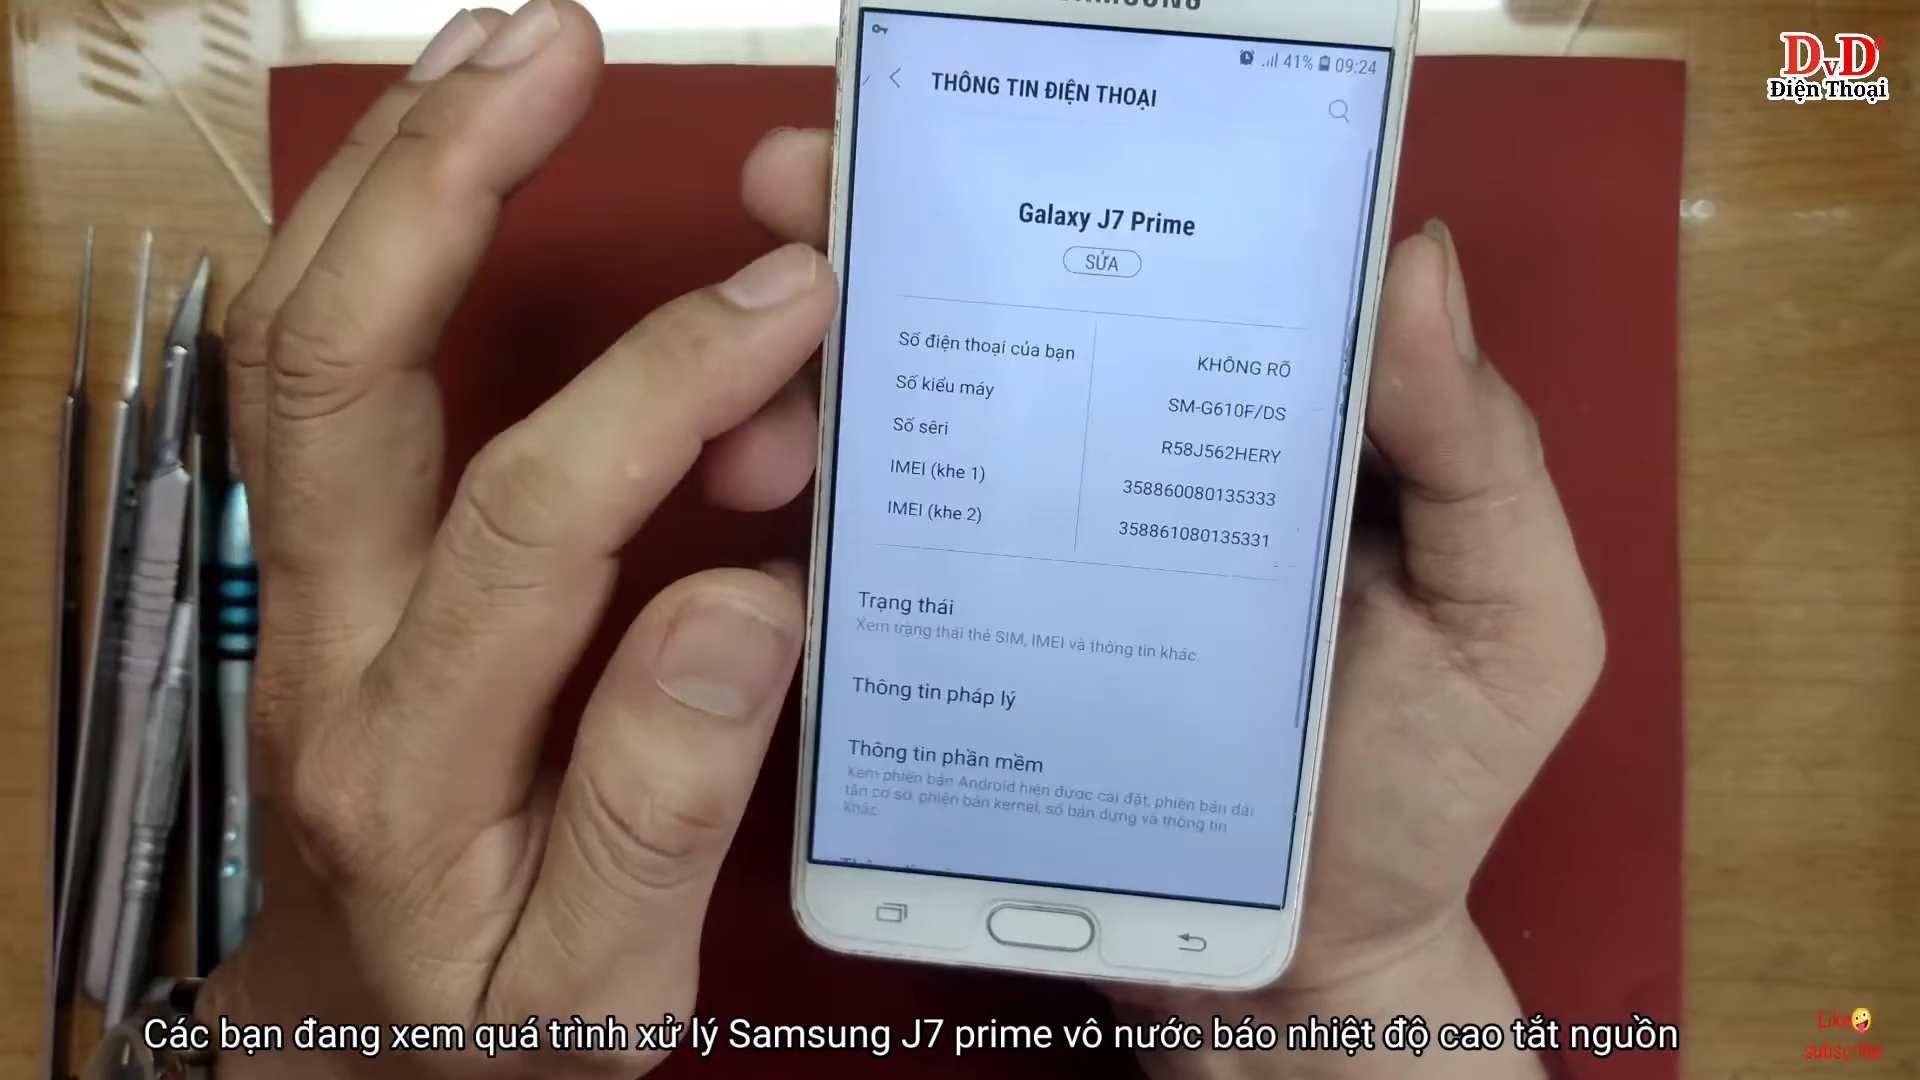 SAMSUNG
41% 09:24
THÔNG TIN ĐIỆN THOẠI
Galaxy J7 Prime
SỬA
Số điện thoại của bạn KHÔNG RÕ
Số kiểu máy SM-G610F/DS
Số sêri R58J562HERY
IMEI (khe 1) 358860080135333
IMEI (khe 2) 358861080135331
Trạng thái
Xem trạng thái thẻ SIM, IMEI và thông tin khác.
Thông tin pháp lý
Thông tin phần mềm
Xem phiên bản Android hiện được cài đặt, phiên bản dải
tần cơ sở, phiên bản kernel, số bản dựng và thông tin
khác.
DvD
Điện Thoại
Các bạn đang xem quá trình xử lý Samsung J7 prime vô nước báo nhiệt độ cao tắt nguồn
Like
subscribe